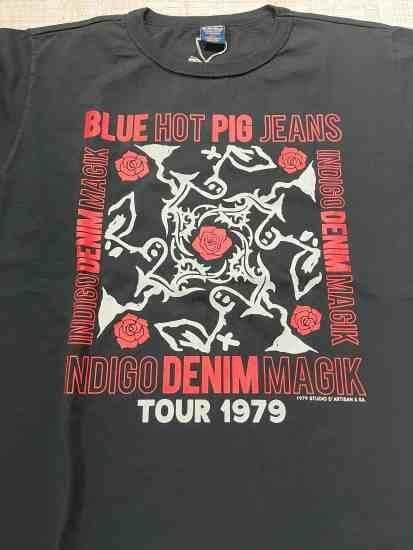 BLUE HOT PIG JEANS
INDIGO DENIM MAGIK
INDIGO DENIM MAGIK
INDIGO DENIM MAGIK
TOUR 1979
1979 STUDIO D'ARTISAN & SA.